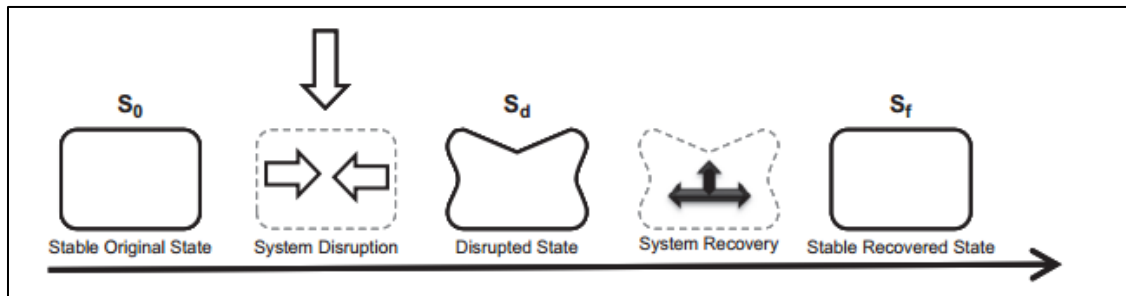 S0
Sd
Sf
Stable Original State
System Disruption
Disrupted State
System Recovery
Stable Recovered State